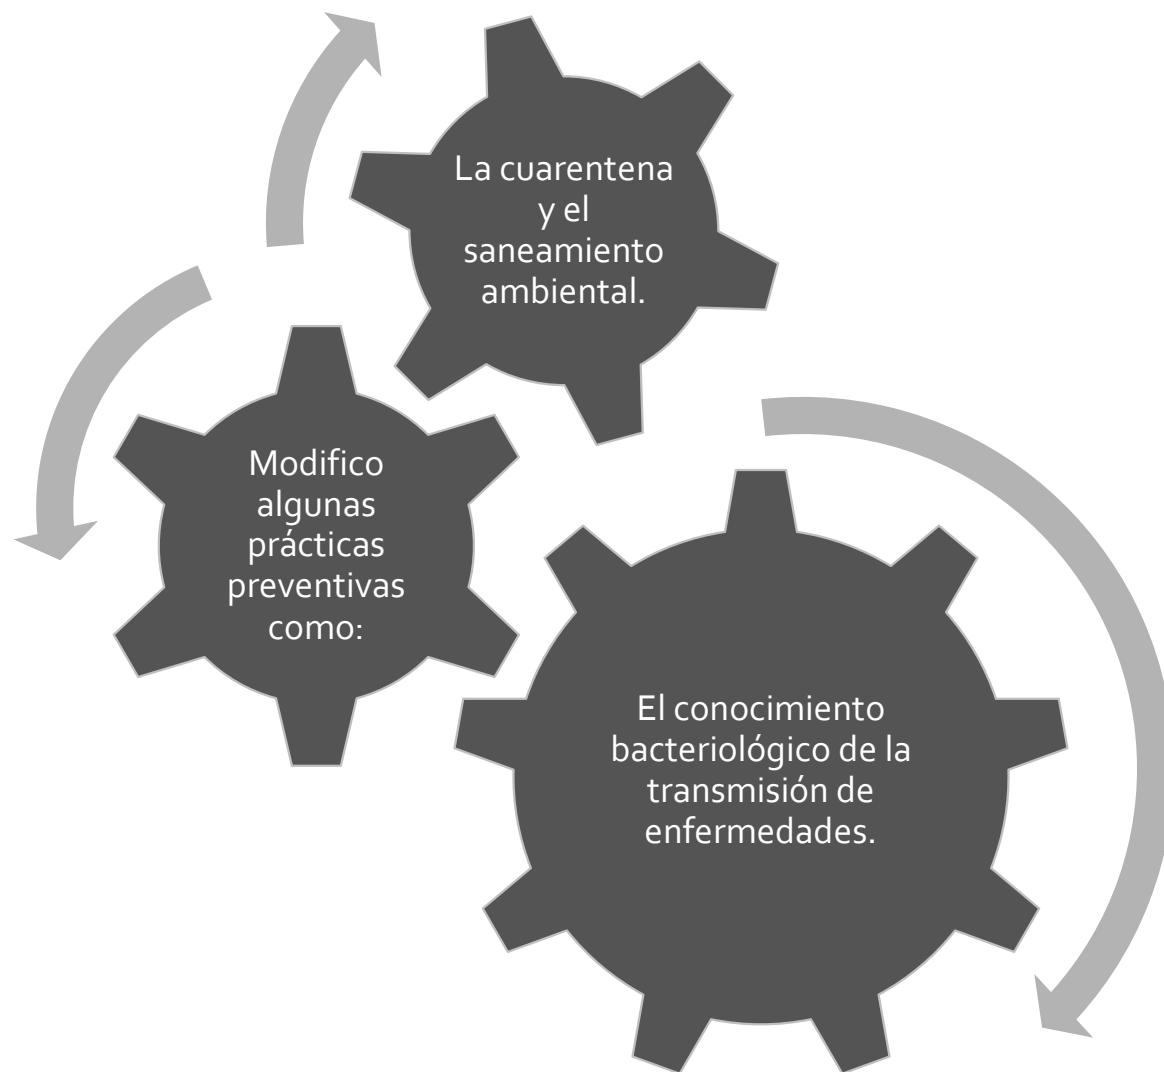 La cuarentena
y el
saneamiento
ambiental.
Modifico
algunas
prácticas
preventivas
como:
El conocimiento
bacteriológico de la
transmisión de
enfermedades.